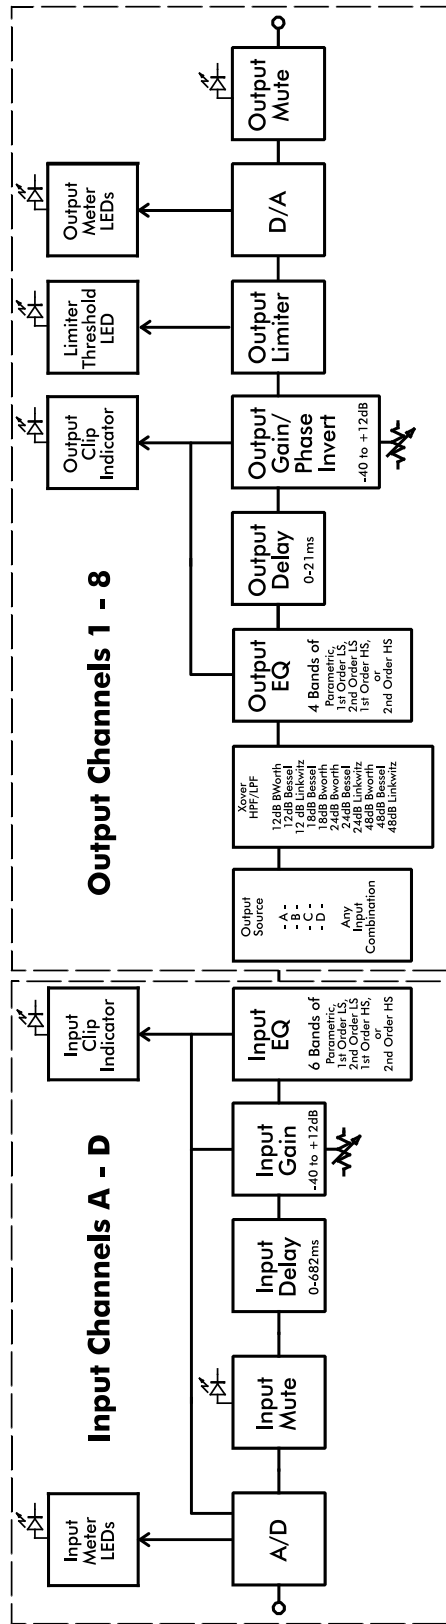 Input Channels A - D
Input
Meter
LEDs
Input
Clip
Indicator
A/D
Input
Mute
Input
Delay
0-682ms
Input
Gain
-40 to +12dB
Input
EQ
6 Bands of
Parametric,
1st Order LS,
2nd Order LS
1st Order HS,
or
2nd Order HS
Output Channels 1 - 8
Output
Clip
Indicator
Limiter
Threshold
LED
Output
Meter
LEDs
Output
Source
- A -
- B -
- C -
- D -
Any
Input
Combination
Xover
HPF/LPF
12dB BWorth
12dB Bessel
12 dB Linkwitz
18dB Bessel
18dB Bworth
24dB Bworth
24dB Bessel
24dB Linkwitz
48dB Bworth
48dB Bessel
48dB Linkwitz
Output
EQ
4 Bands of
Parametric,
1st Order LS,
2nd Order LS
1st Order HS,
or
2nd Order HS
Output
Delay
0-21ms
Output
Gain/
Phase
Invert
-40 to +12dB
Output
Limiter
D/A
Output
Mute